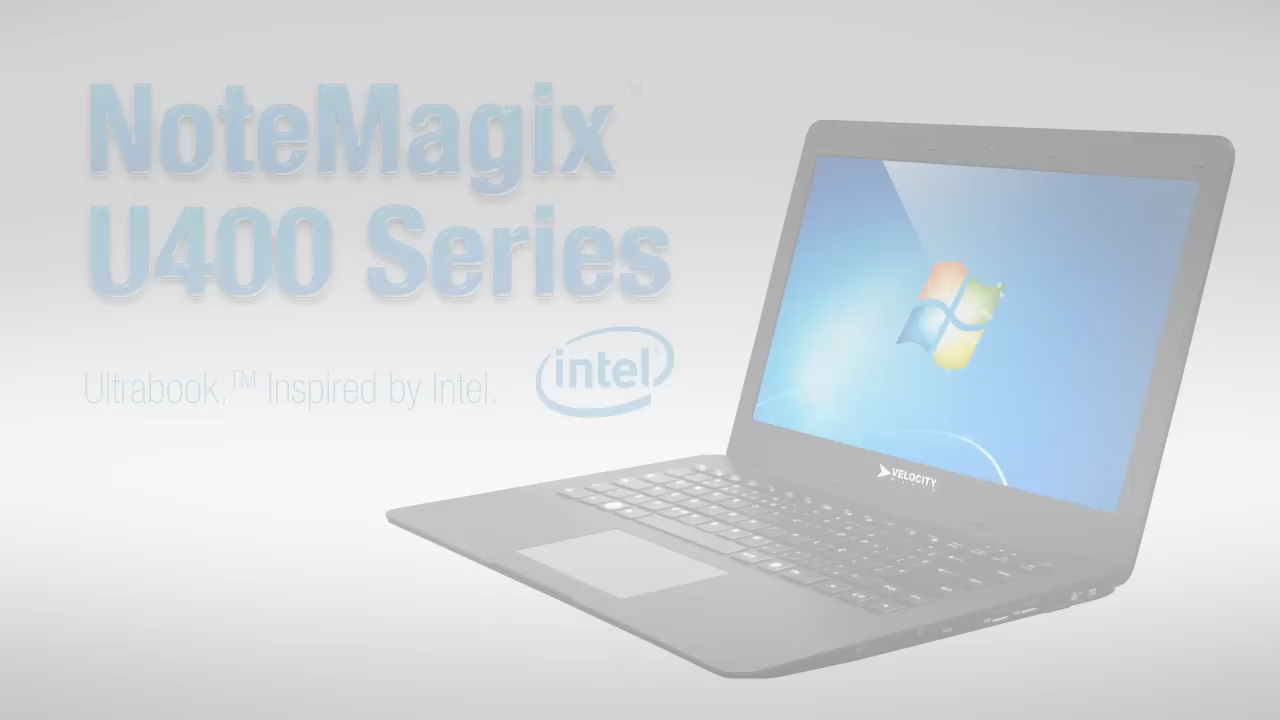 NoteMagix™
U400 Series
Ultrabook.™ Inspired by Intel.
intel
VELOCITY